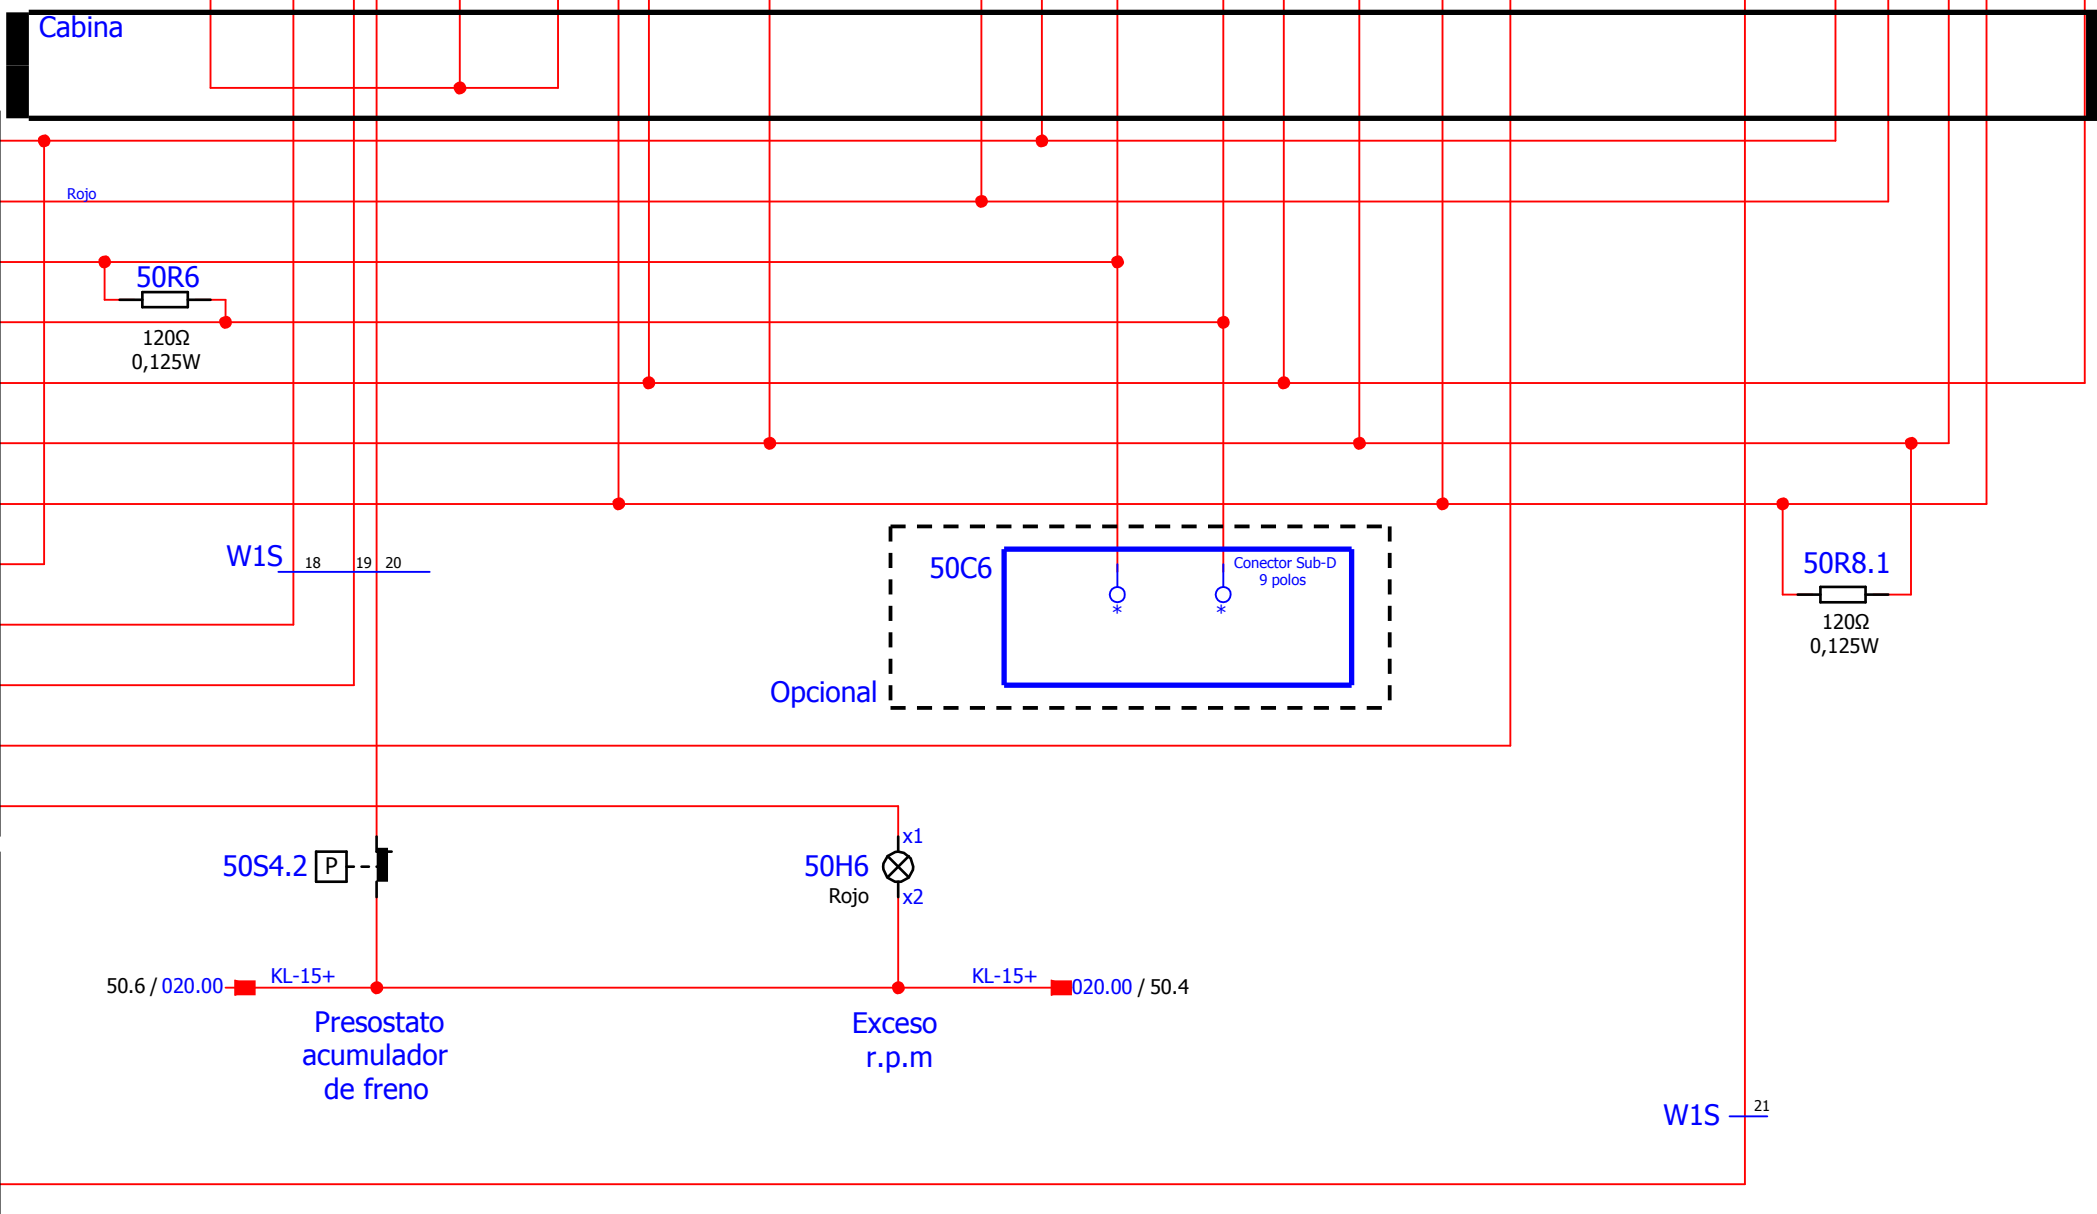 Cabina
Rojo
50R6
120Ω
0,125W
W1S
18
19
20
50C6
Conector Sub-D
9 polos
*
*
Opcional
50R8.1
120Ω
0,125W
50S4.2
P
50H6
Rojo
x1
x2
50.6 / 020.00
KL-15+
KL-15+
020.00 / 50.4
Presostato
acumulador
de freno
Exceso
r.p.m
W1S
21